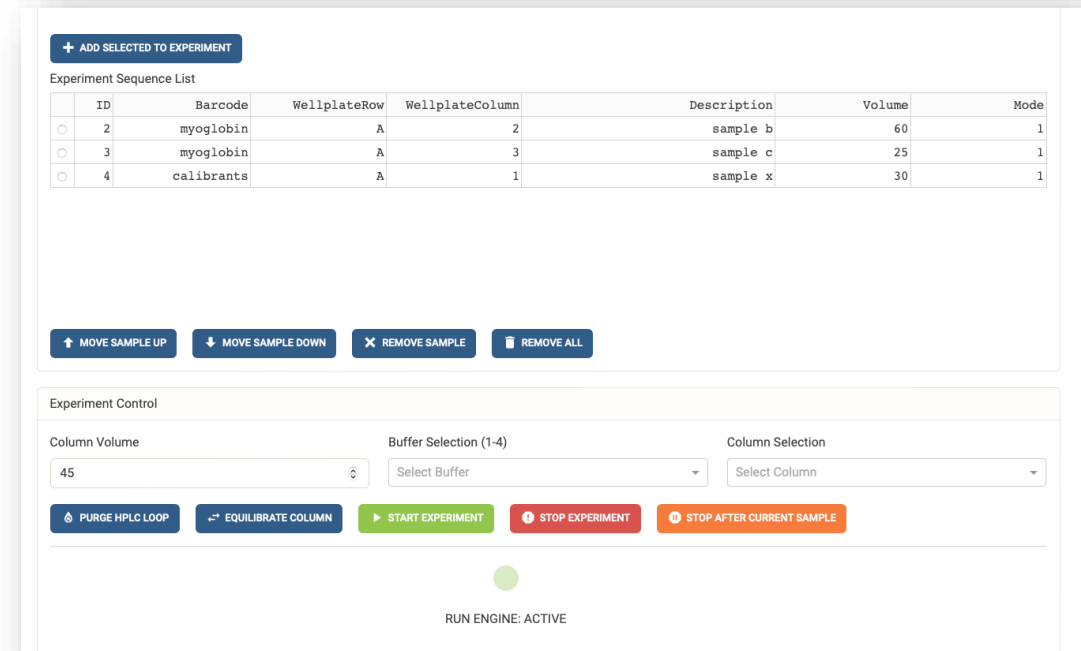 ADD SELECTED TO EXPERIMENT
Experiment Sequence List
ID Barcode WellplateRow WellplateColumn Description Volume Mode
2 myoglobin A 2 sample b 60 1
3 myoglobin A 3 sample c 25 1
4 calibrants A 1 sample x 30 1
MOVE SAMPLE UP MOVE SAMPLE DOWN REMOVE SAMPLE REMOVE ALL
Experiment Control
Column Volume Buffer Selection (1-4) Column Selection
45 Select Buffer Select Column
PURGE HPLC LOOP EQUILIBRATE COLUMN START EXPERIMENT STOP EXPERIMENT STOP AFTER CURRENT SAMPLE
RUN ENGINE: ACTIVE